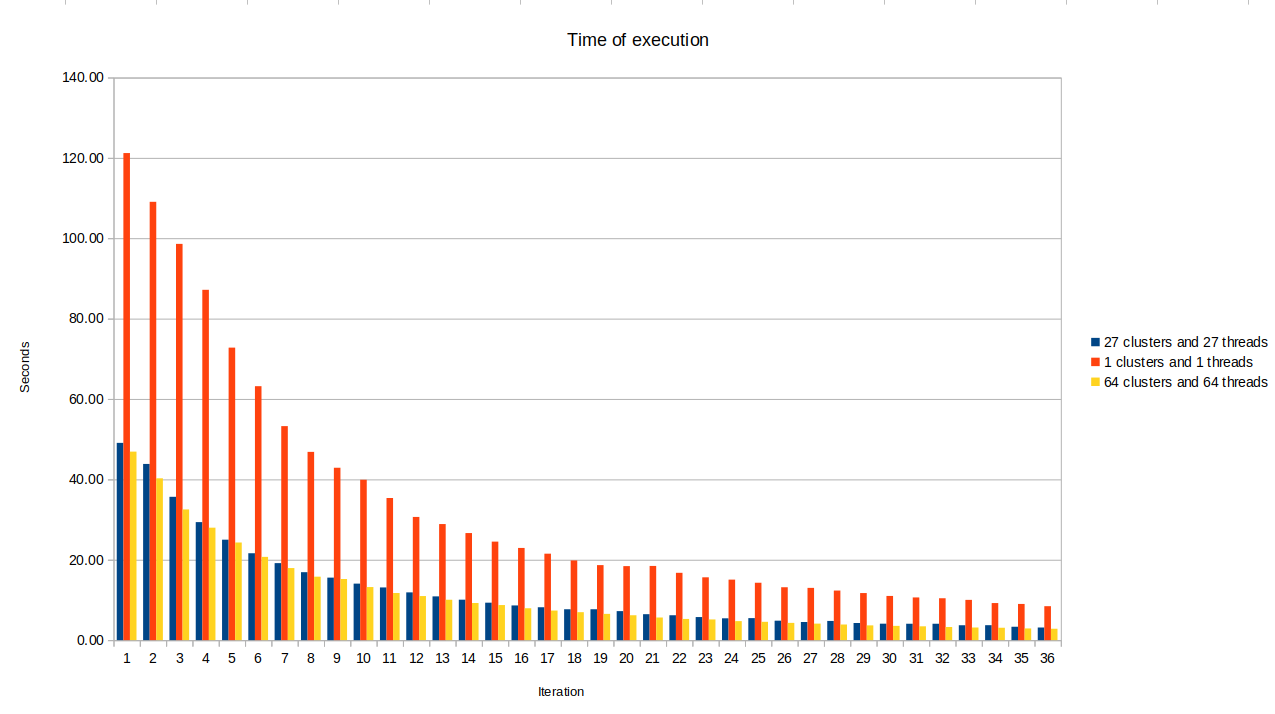 Time of execution
140.00
120.00
100.00
80.00
60.00
40.00
20.00
0.00
Seconds
1 2 3 4 5 6 7 8 9 10 11 12 13 14 15 16 17 18 19 20 21 22 23 24 25 26 27 28 29 30 31 32 33 34 35 36
Iteration
27 clusters and 27 threads
1 clusters and 1 threads
64 clusters and 64 threads